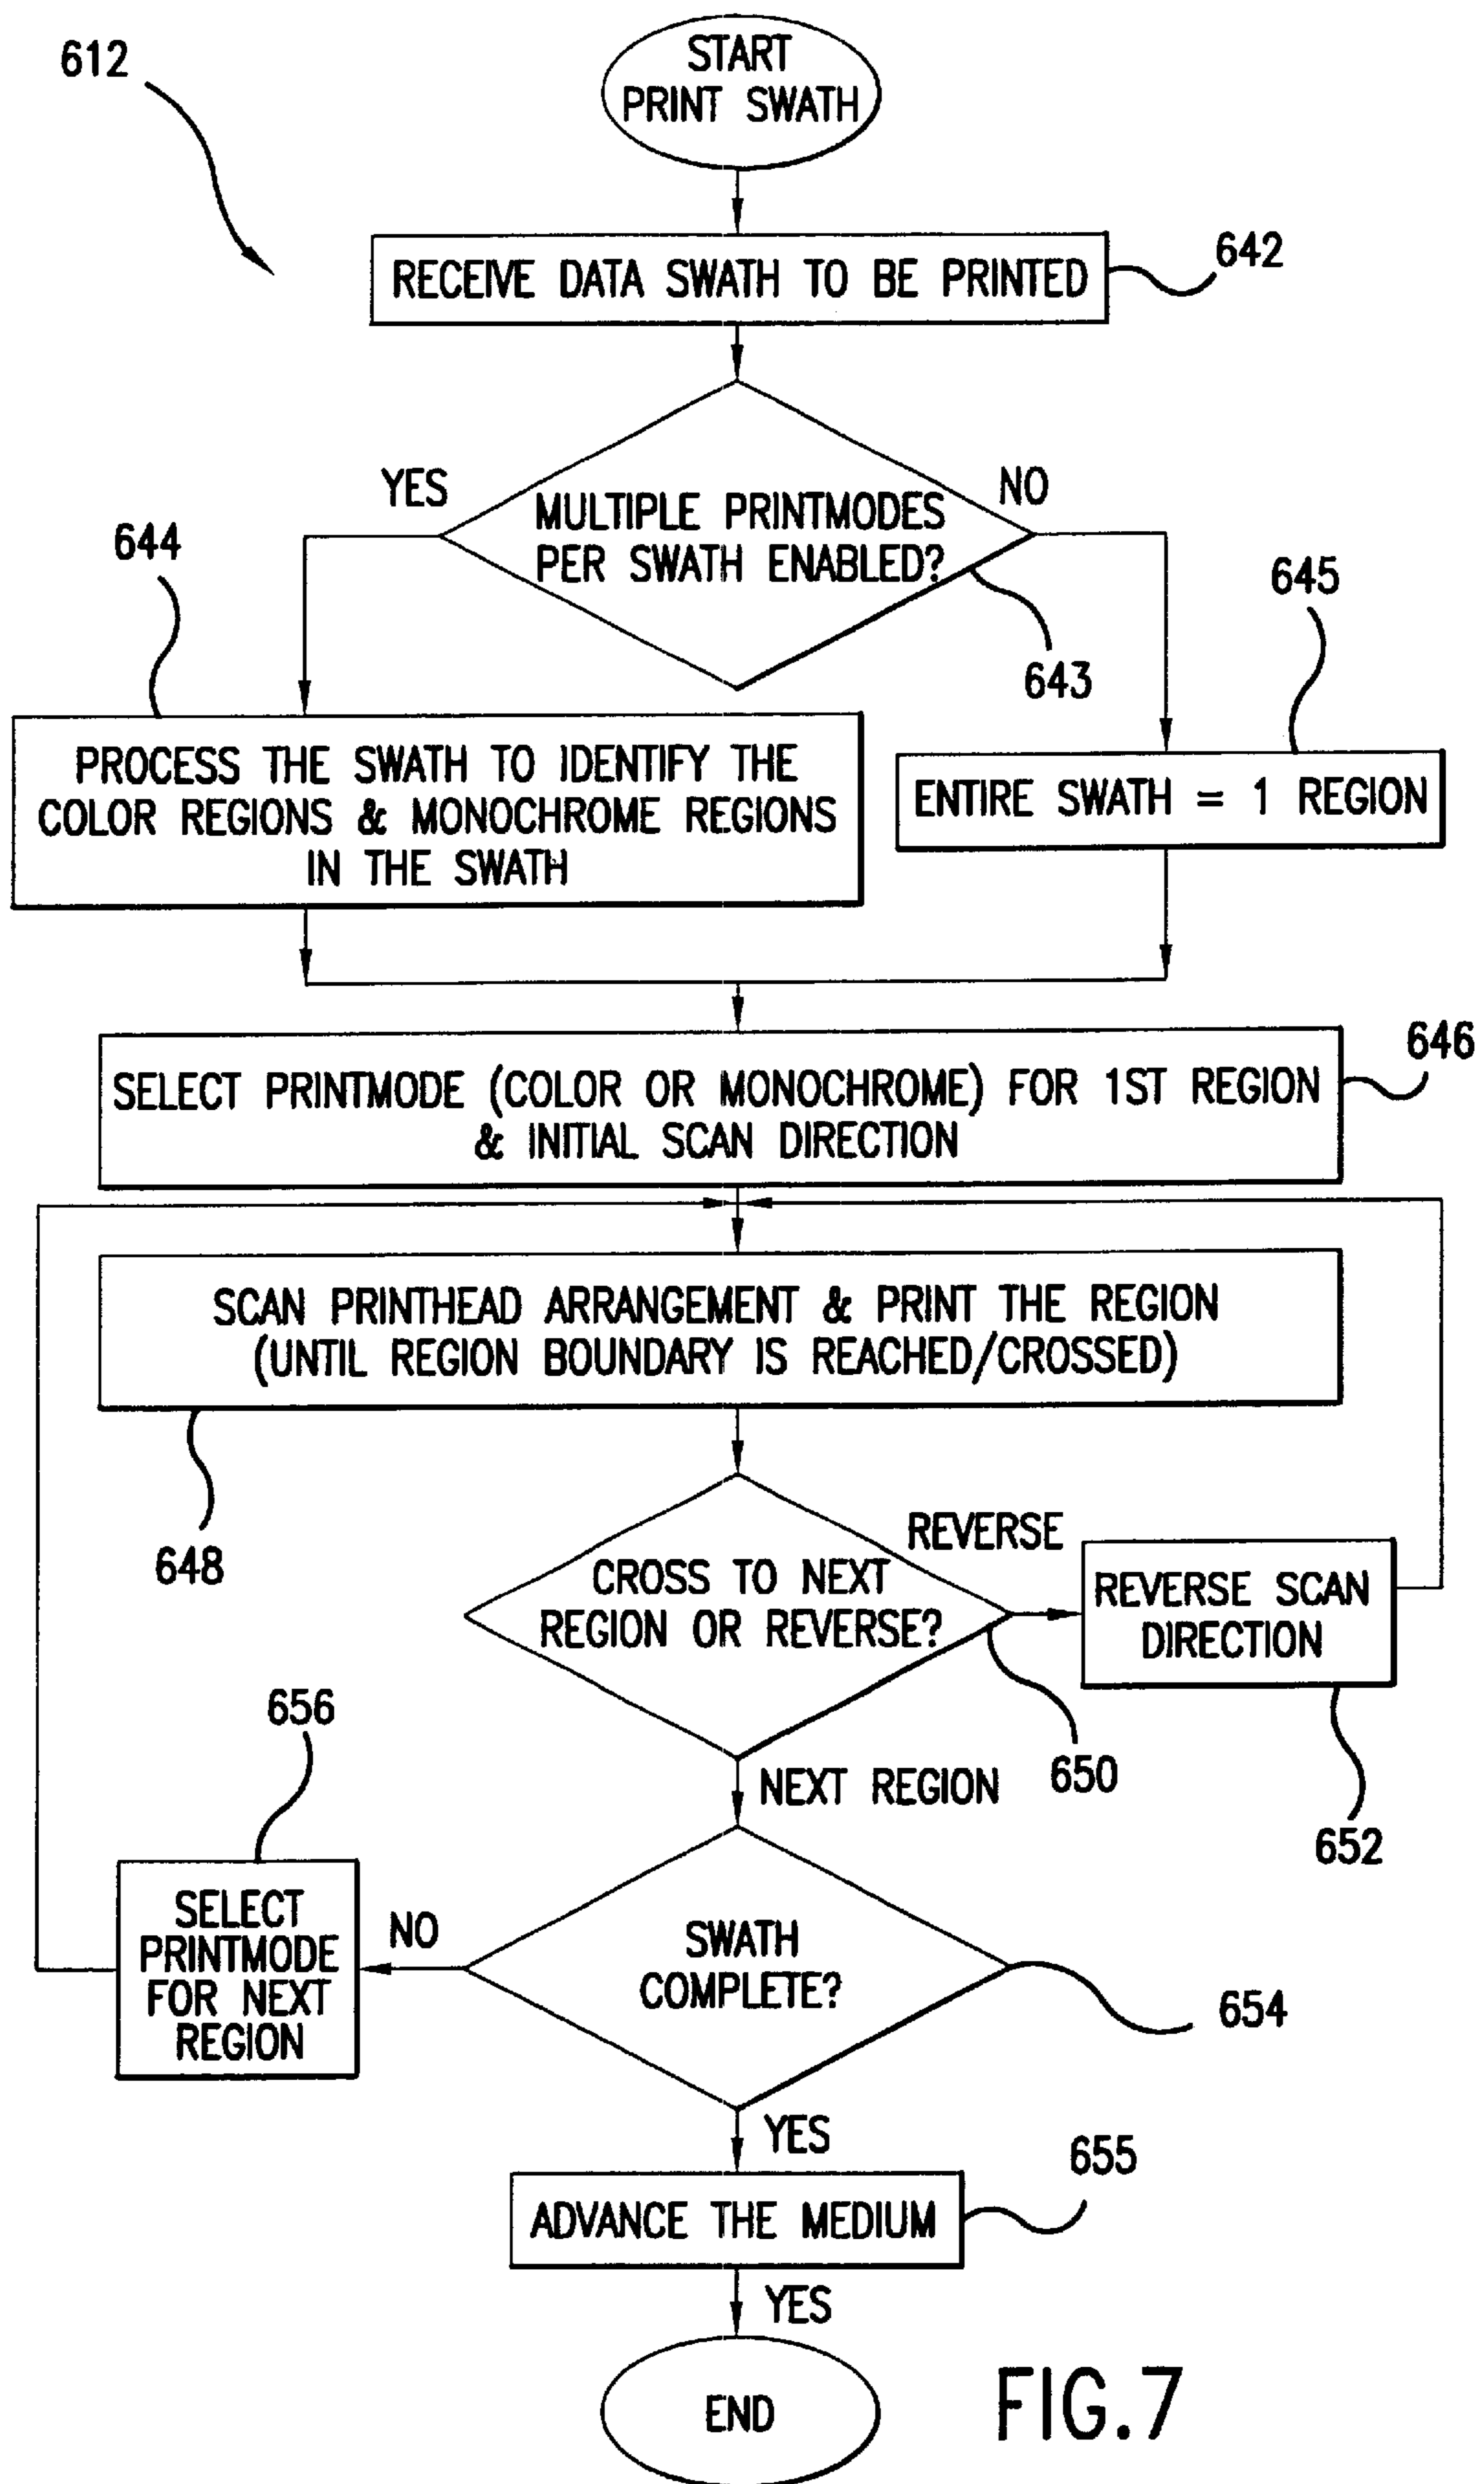 612
START
PRINT SWATH
RECEIVE DATA SWATH TO BE PRINTED
642
YES
MULTIPLE PRINTMODES
PER SWATH ENABLED?
NO
643
644
645
PROCESS THE SWATH TO IDENTIFY THE
COLOR REGIONS & MONOCHROME REGIONS
IN THE SWATH
ENTIRE SWATH = 1 REGION
646
SELECT PRINTMODE (COLOR OR MONOCHROME) FOR 1ST REGION
& INITIAL SCAN DIRECTION
SCAN PRINTHEAD ARRANGEMENT & PRINT THE REGION
(UNTIL REGION BOUNDARY IS REACHED/CROSSED)
648
CROSS TO NEXT
REGION OR REVERSE?
REVERSE
REVERSE SCAN
DIRECTION
650
652
NEXT REGION
656
SELECT
PRINTMODE
FOR NEXT
REGION
NO
SWATH
COMPLETE?
654
YES
ADVANCE THE MEDIUM
655
YES
END
FIG.7